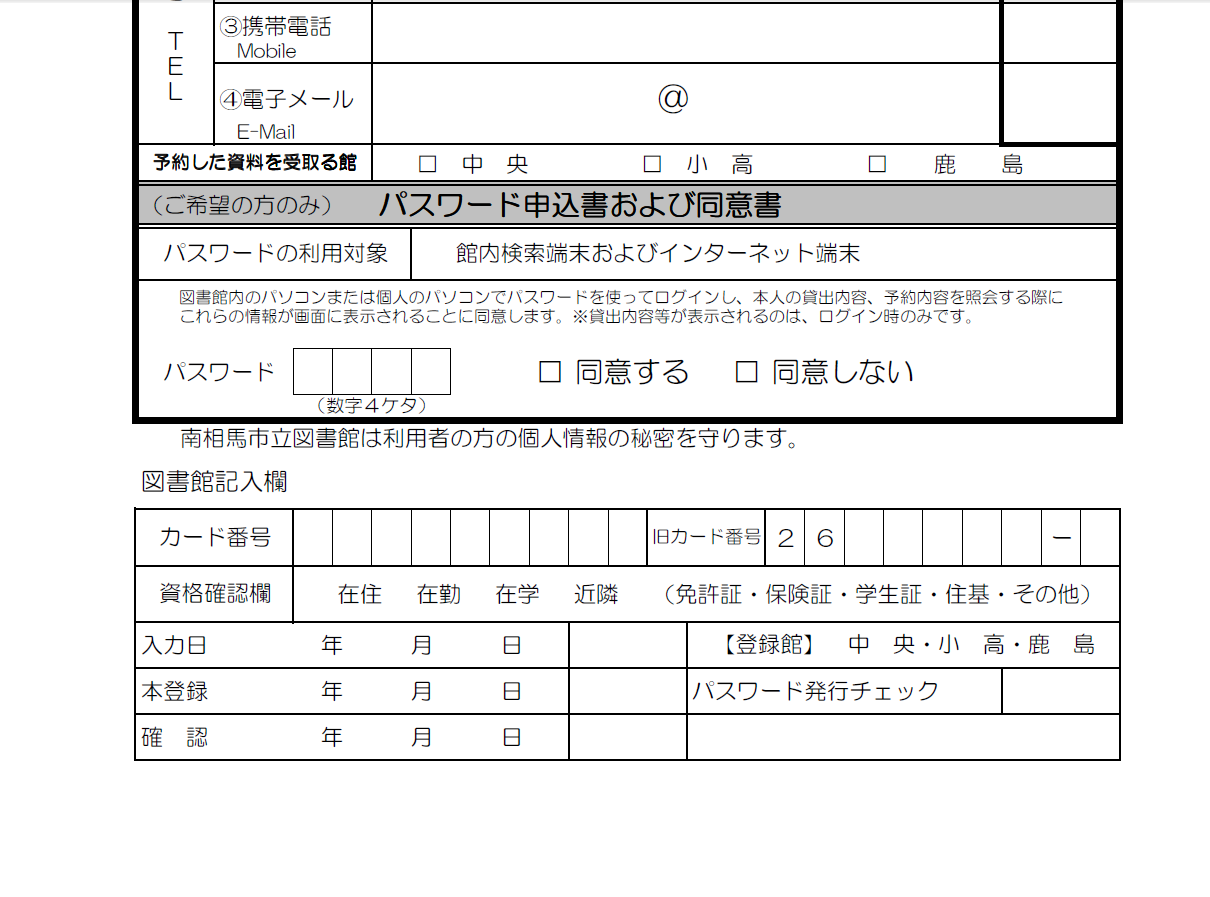 TEL
③携帯電話
Mobile
④電子メール
E-Mail
@
予約した資料を受取る館 □ 中 央 □ 小 高 □ 鹿 島
（ご希望の方のみ） パスワード申込書および同意書
パスワードの利用対象 館内検索端末およびインターネット端末
図書館内のパソコンまたは個人のパソコンでパスワードを使ってログインし、本人の貸出内容、予約内容を照会する際に
これらの情報が画面に表示されることに同意します。※貸出内容等が表示されるのは、ログイン時のみです。
パスワード □ 同意する □ 同意しない
（数字４ケタ）
南相馬市立図書館は利用者の方の個人情報の秘密を守ります。
図書館記入欄
カード番号 旧カード番号 2 6 −
資格確認欄 在住 在勤 在学 近隣 （免許証・保険証・学生証・住基・その他）
入力日 年 月 日 【登録館】 中 央・小 高・鹿 島
本登録 年 月 日 パスワード発行チェック
確 認 年 月 日